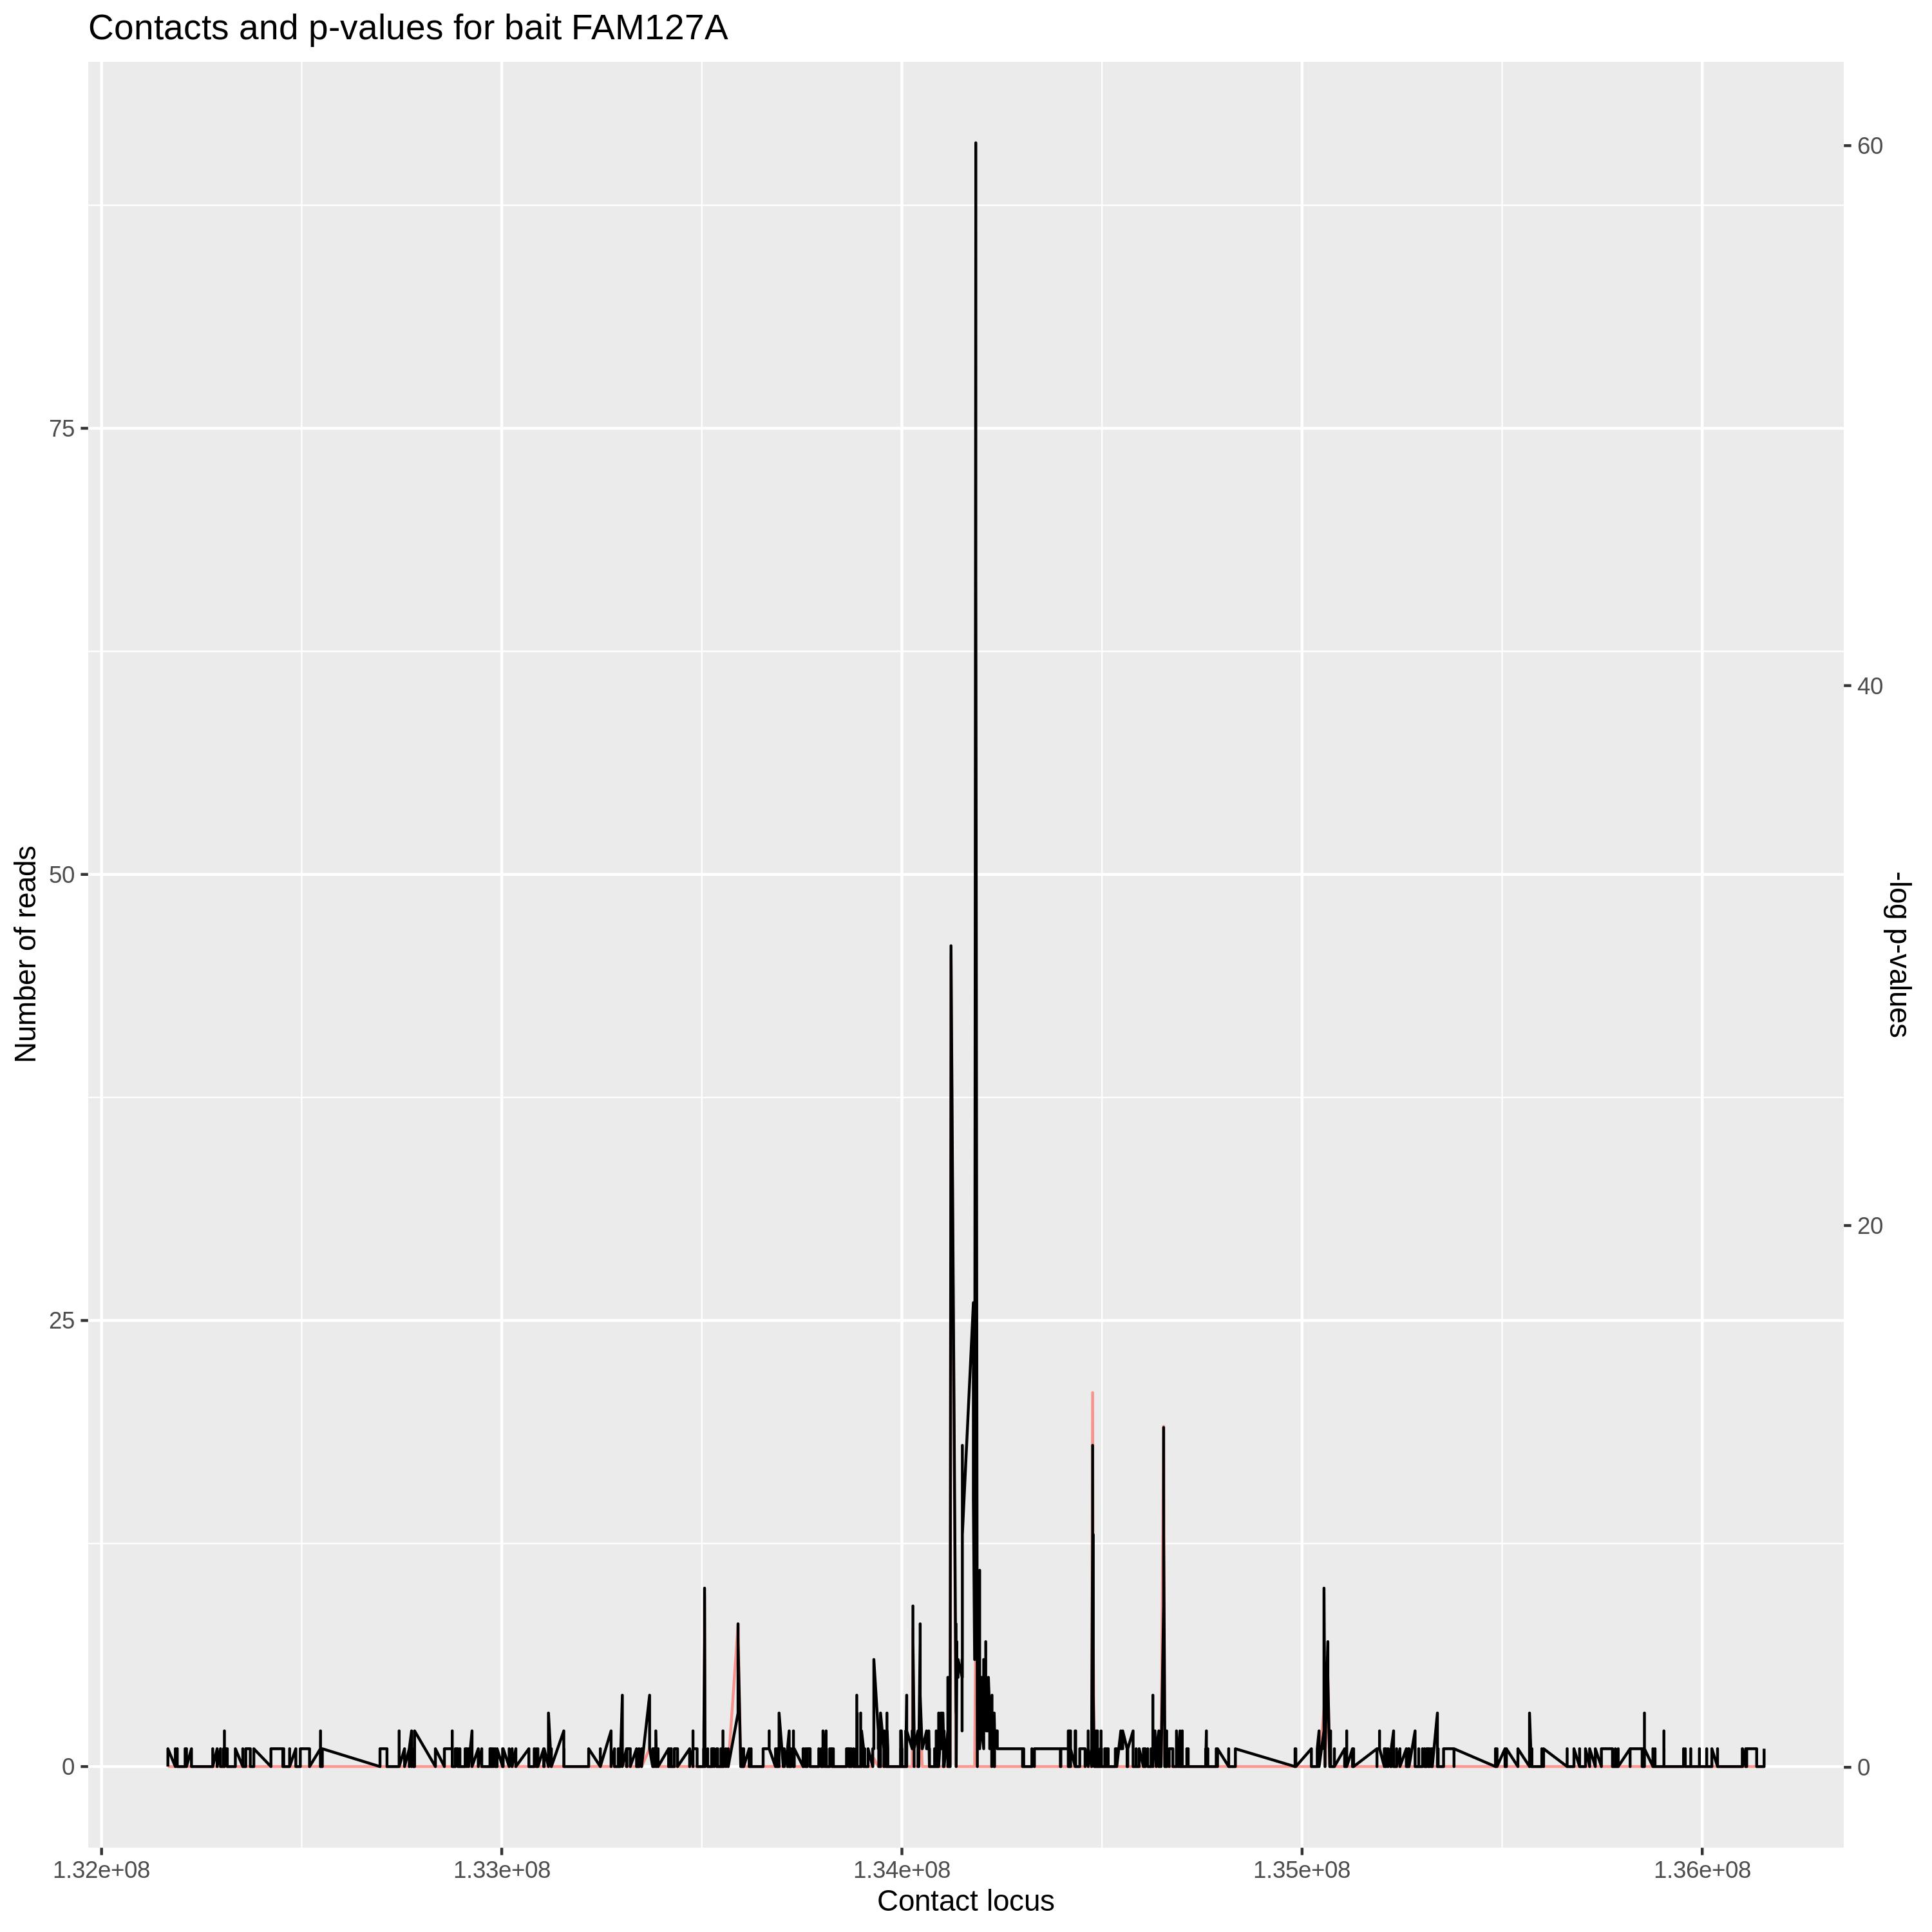 Contacts and p-values for bait FAM127A
60
75
40
50
Number of reads
-log p-values
20
25
0
0
1.32e+08
1.33e+08
1.34e+08
1.35e+08
1.36e+08
Contact locus